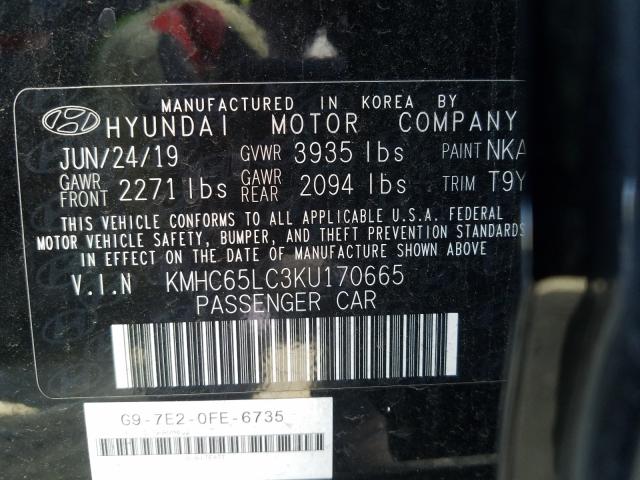 MANUFACTURED IN KOREA BY
HYUNDAI MOTOR COMPANY
JUN/24/19 GVWR 3935 lbs PAINT NKA
GAWR FRONT 2271 lbs GAWR REAR 2094 lbs TRIM T9Y
THIS VEHICLE CONFORMS TO ALL APPLICABLE U.S.A. FEDERAL
MOTOR VEHICLE SAFETY, BUMPER, AND THEFT PREVENTION STANDARDS
IN EFFECT ON THE DATE OF MANUFACTURE SHOWN ABOVE
V.I.N KMHC65LC3KU170665
PASSENGER CAR
G9-7E2-0FE-6735